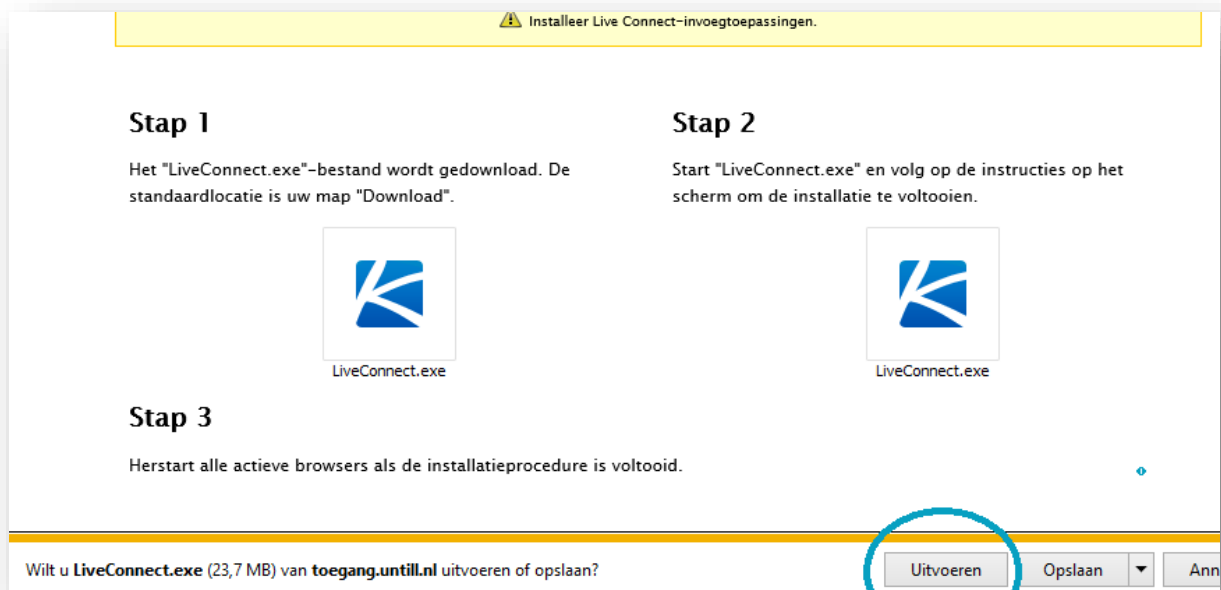 Installeer Live Connect-invoegtoepassingen.
Stap 1
Het "LiveConnect.exe"-bestand wordt gedownload. De
standaardlocatie is uw map "Download".
LiveConnect.exe
Stap 2
Start "LiveConnect.exe" en volg op de instructies op het
scherm om de installatie te voltooien.
LiveConnect.exe
Stap 3
Herstart alle actieve browsers als de installatieprocedure is voltooid.
Wilt u LiveConnect.exe (23,7 MB) van toegang.untill.nl uitvoeren of opslaan?
Uitvoeren
Opslaan
Ann